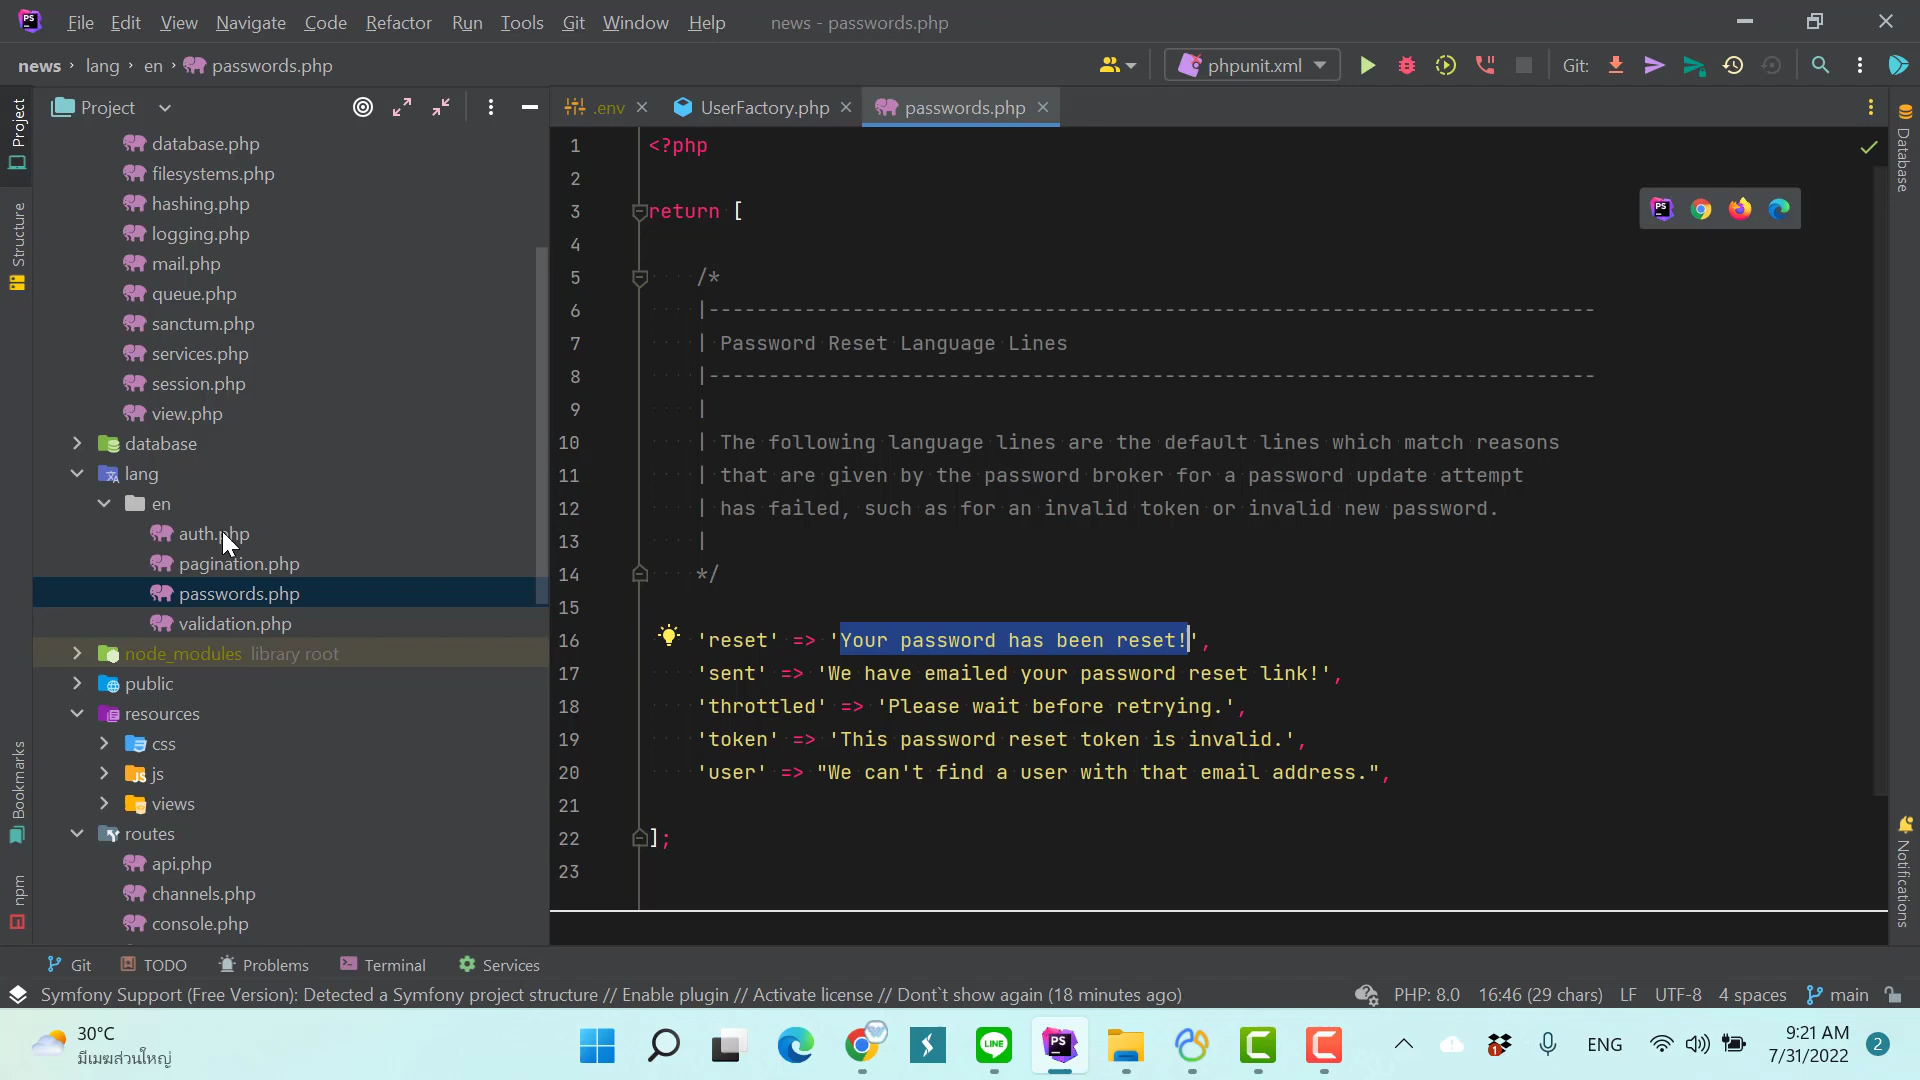 File Edit View Navigate Code Refactor Run Tools Git Window Help news - passwords.php
news lang en passwords.php phpunit.xml Git:
Project
.env UserFactory.php passwords.php
Project
Structure
Bookmarks
npm
database.php
filesystems.php
hashing.php
logging.php
mail.php
queue.php
sanctum.php
services.php
session.php
view.php
database
lang
en
auth.php
pagination.php
passwords.php
validation.php
node_modules library root
public
resources
css
js
views
routes
api.php
channels.php
console.php
1 <?php
2
3 return [
4
5 /*
6 |--------------------------------------------------------------------------
7 | Password Reset Language Lines
8 |--------------------------------------------------------------------------
9 |
10 | The following language lines are the default lines which match reasons
11 | that are given by the password broker for a password update attempt
12 | has failed, such as for an invalid token or invalid new password.
13 |
14 */
15
16 'reset' => 'Your password has been reset!',
17 'sent' => 'We have emailed your password reset link!',
18 'throttled' => 'Please wait before retrying.',
19 'token' => 'This password reset token is invalid.',
20 'user' => "We can't find a user with that email address.",
21
22 ];
23
Database
Notifications
Git TODO Problems Terminal Services
Symfony Support (Free Version): Detected a Symfony project structure // Enable plugin // Activate license // Dont`t show again (18 minutes ago) PHP: 8.0 16:46 (29 chars) LF UTF-8 4 spaces main
30°C
มีเมฆส่วนใหญ่
ENG
9:21 AM
7/31/2022
2